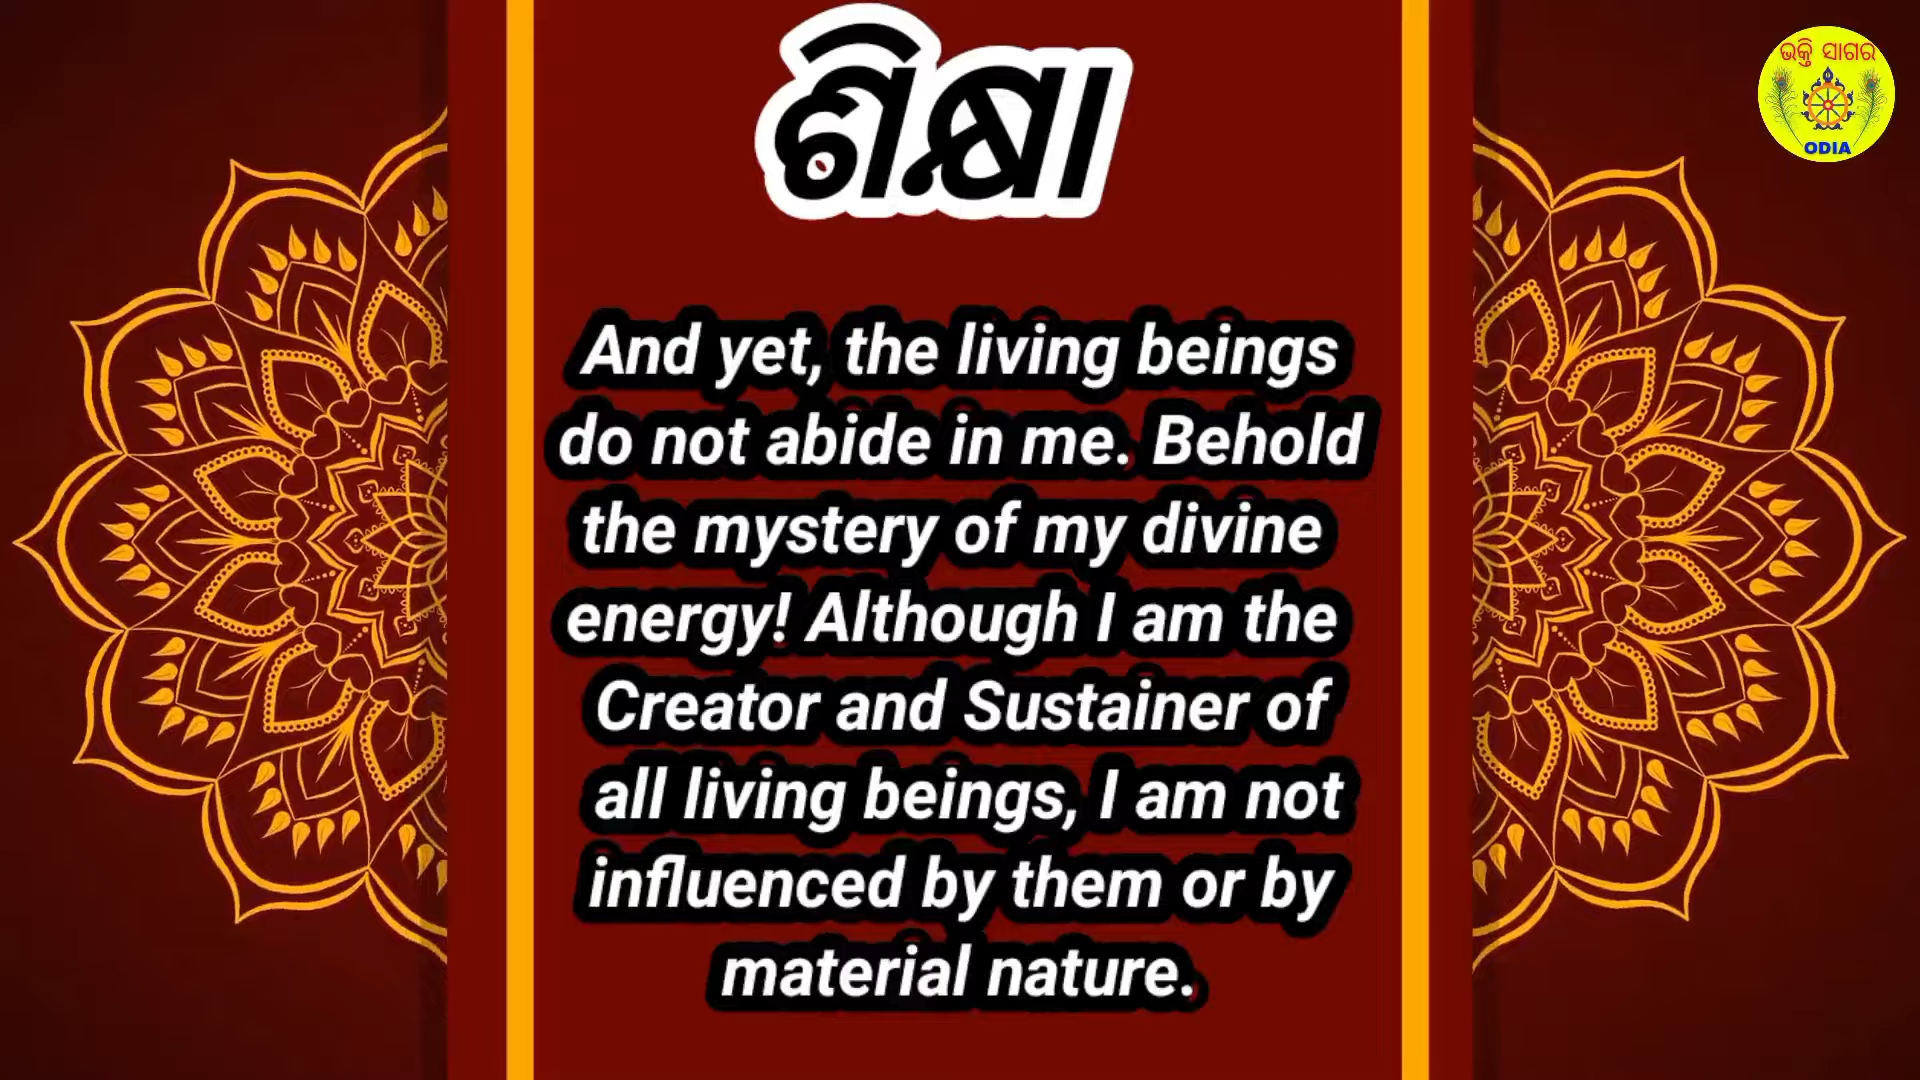 ଶିକ୍ଷା
ଭକ୍ତି ସାଗର
ODIA
And yet, the living beings
do not abide in me. Behold
the mystery of my divine
energy! Although I am the
Creator and Sustainer of
all living beings, I am not
influenced by them or by
material nature.